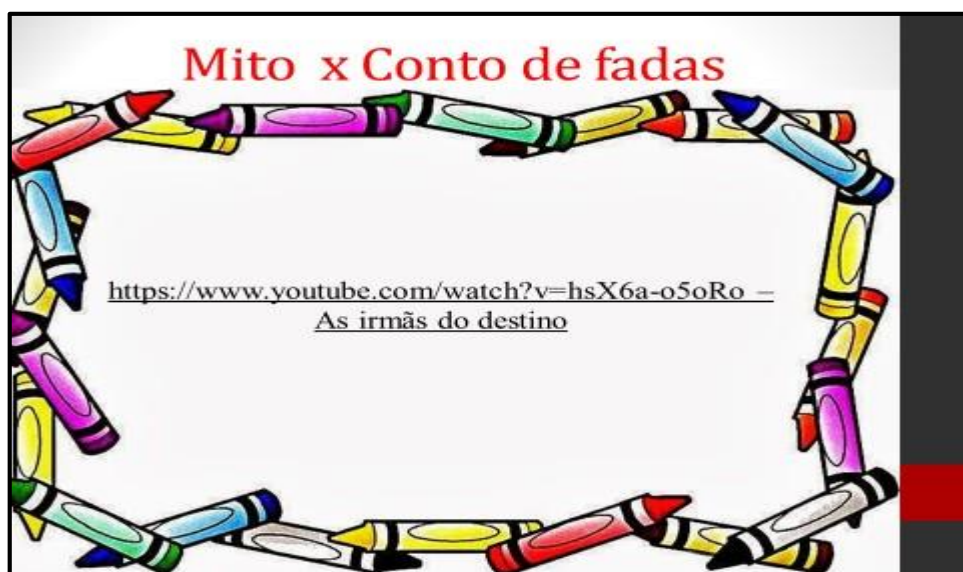 Mito x Conto de fadas
https://www.youtube.com/watch?v=hsX6a-o5oRo –
As irmãs do destino